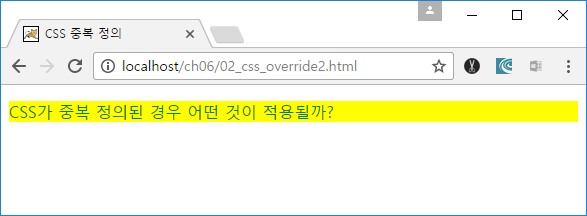 CSS 중복 정의
localhost/ch06/02_css_override2.html
CSS가 중복 정의된 경우 어떤 것이 적용될까?